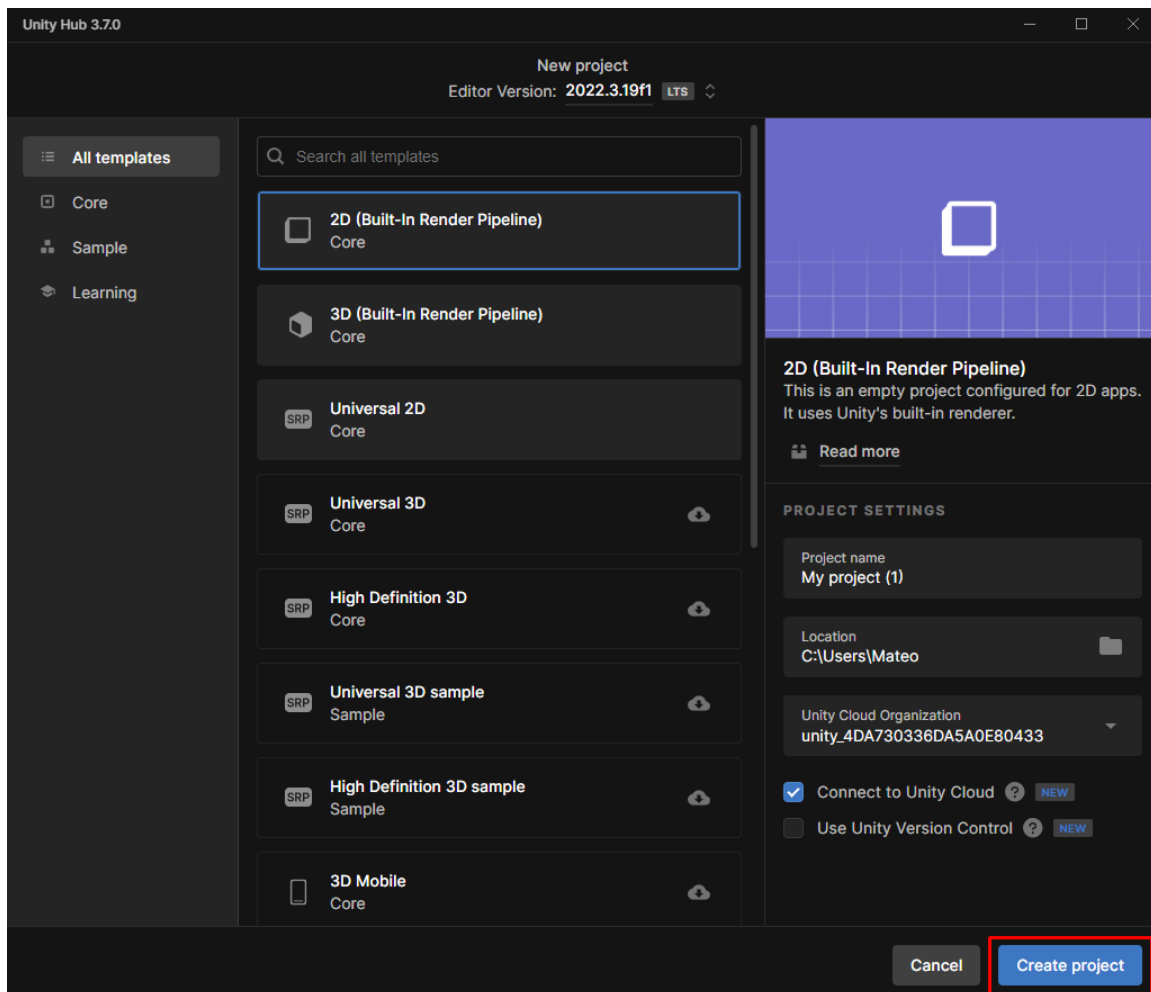 Unity Hub 3.7.0
New project
Editor Version: 2022.3.19f1 LTS
All templates
Core
Sample
Learning
Search all templates
2D (Built-In Render Pipeline)
Core
3D (Built-In Render Pipeline)
Core
Universal 2D
Core
SRP
Universal 3D
Core
SRP
High Definition 3D
Core
SRP
Universal 3D sample
Sample
SRP
High Definition 3D sample
Sample
SRP
3D Mobile
Core
2D (Built-In Render Pipeline)
This is an empty project configured for 2D apps.
It uses Unity's built-in renderer.
Read more
PROJECT SETTINGS
Project name
My project (1)
Location
C:\Users\Mateo
Unity Cloud Organization
unity_4DA730336DA5A0E80433
Connect to Unity Cloud ? NEW
Use Unity Version Control ? NEW
Cancel
Create project